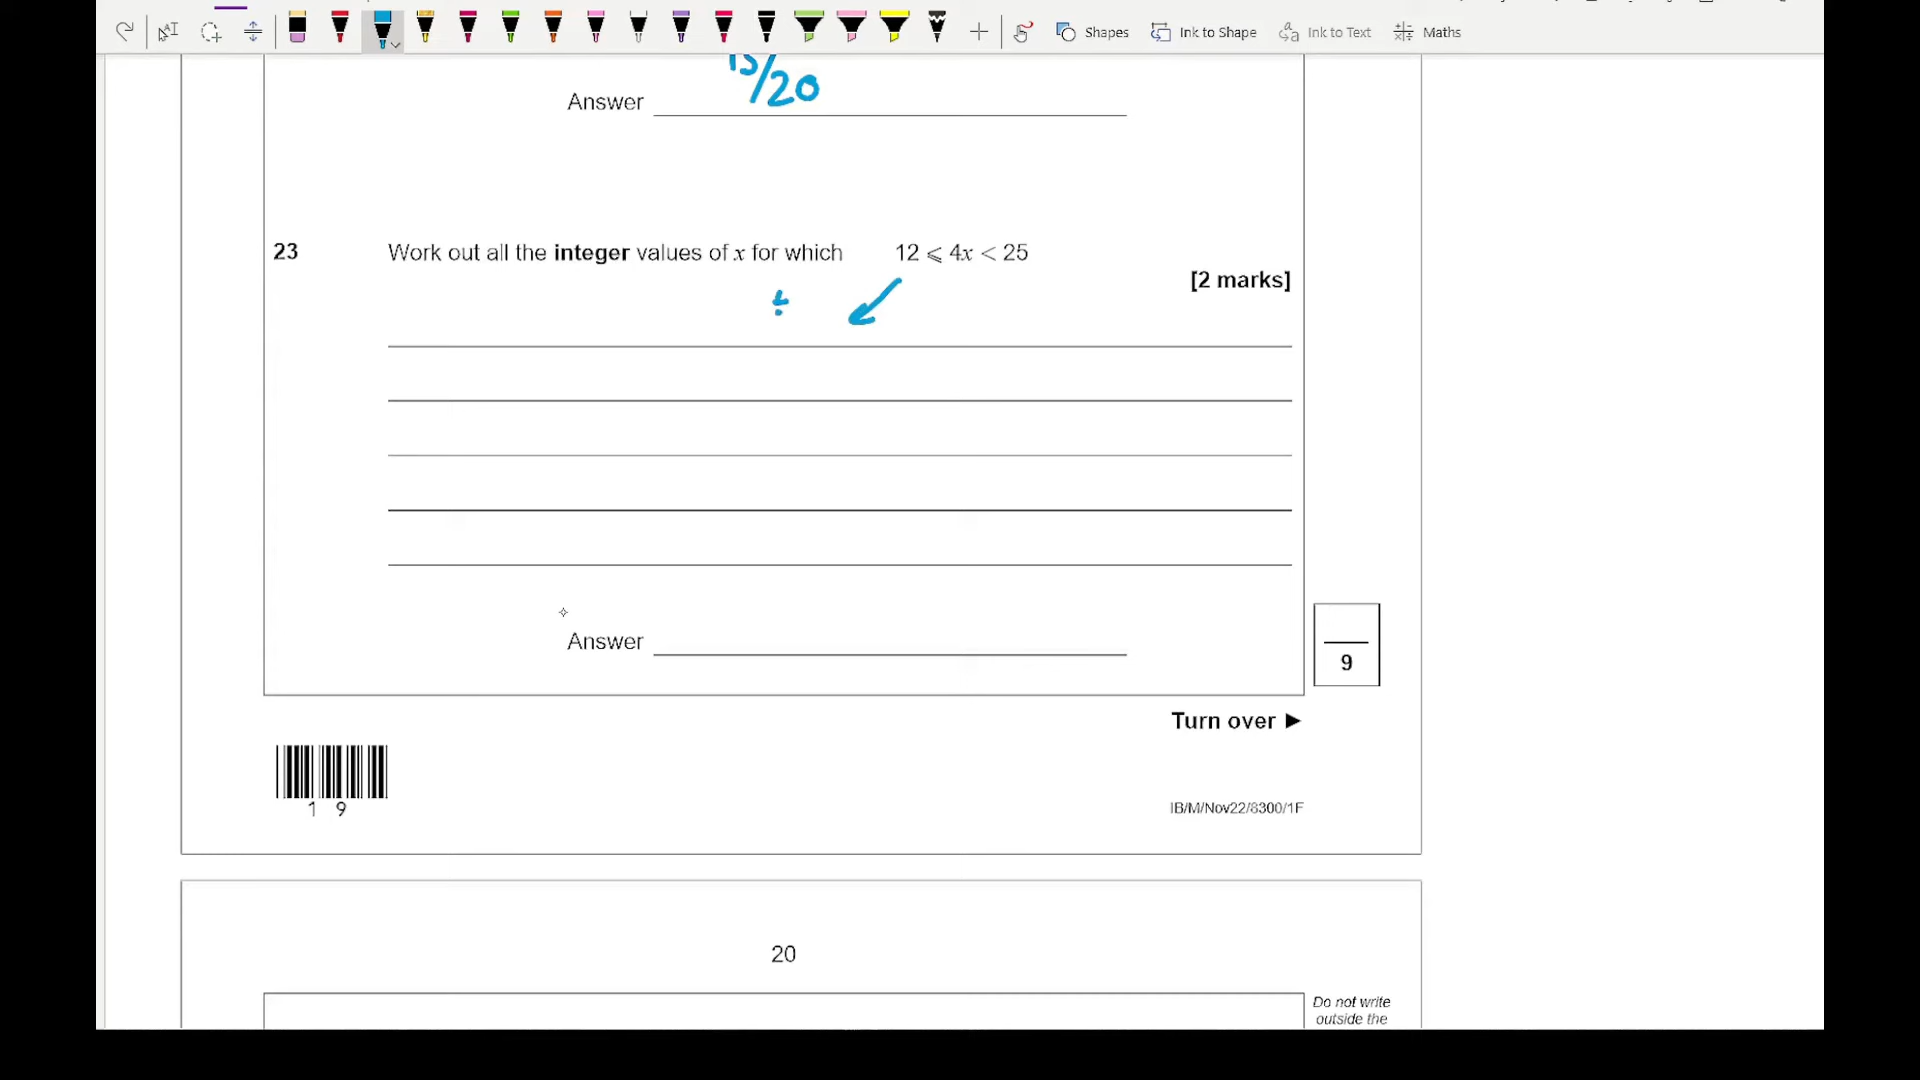 Shapes Ink to Shape Ink to Text Maths
15/20
Answer
23 Work out all the integer values of x for which 12 ⩽ 4x < 25
[2 marks]
÷
Answer
9
Turn over ►
1 9
IB/M/Nov22/8300/1F
20
Do not write
outside the